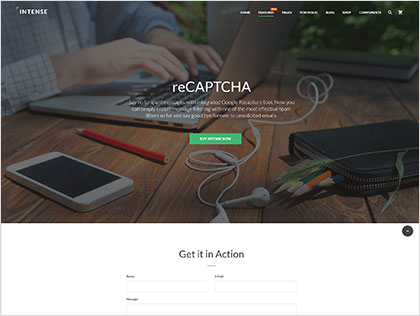 INTENSE
HOME FEATURES PAGES PORTFOLIO BLOG SHOP COMPONENTS
reCAPTCHA
Say no to spam messages with integrated Google Recapture tool. Now you
can simply enable message filtering with one of the most effective spam
filters so far and say good bye forever to unsolicited emails.
BUY INTENSE NOW
Get it in Action
Name E-Mail
Message